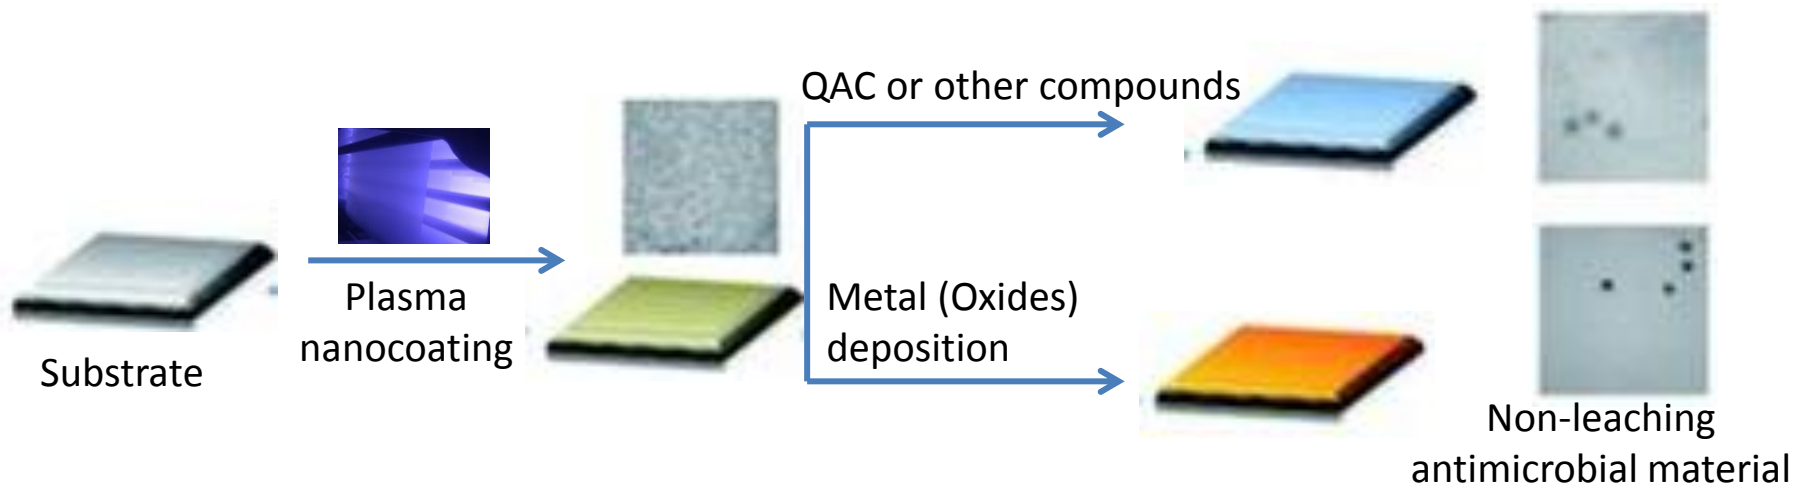 Substrate
Plasma
nanocoating
QAC or other compounds
Metal (Oxides)
deposition
Non-leaching
antimicrobial material